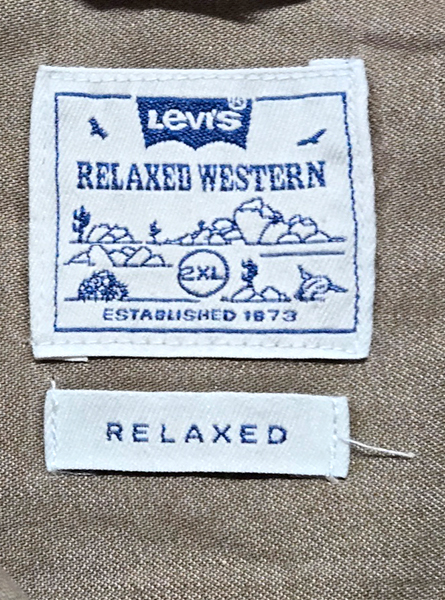 Levi's®
RELAXED WESTERN
2XL
ESTABLISHED 1873
RELAXED